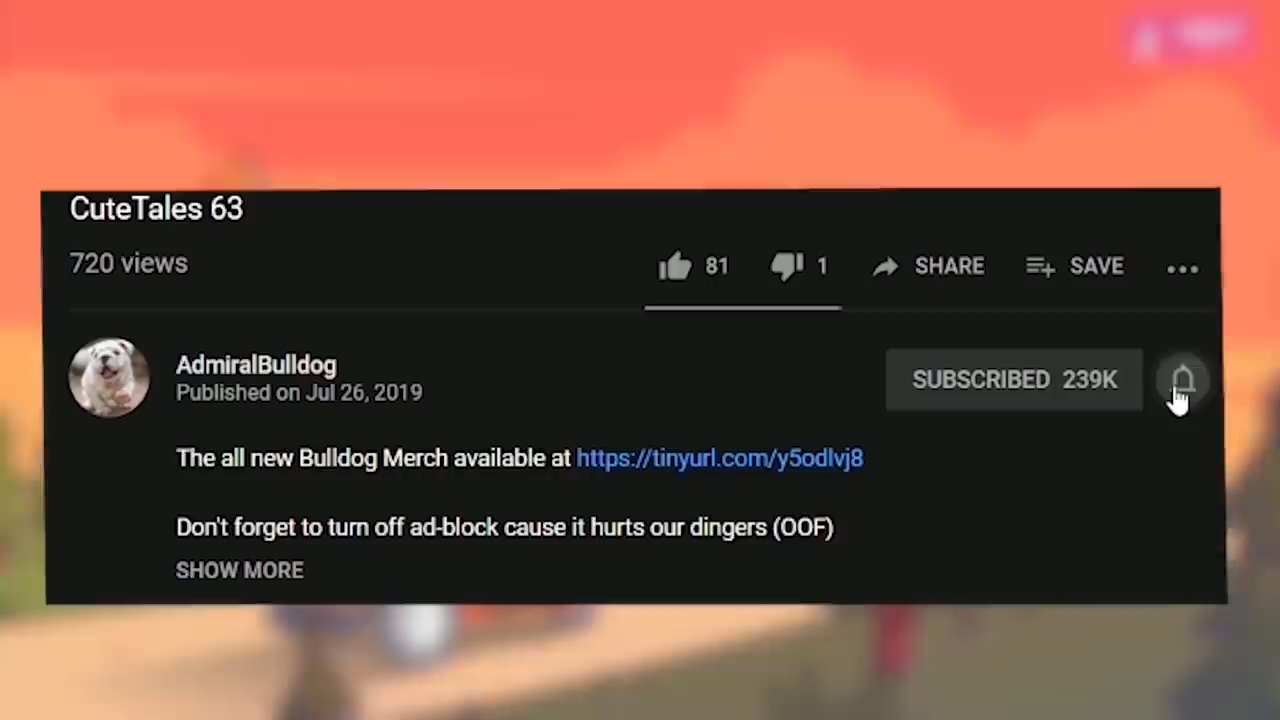 CuteTales 63
720 views
81
1
SHARE
SAVE
AdmiralBulldog
Published on Jul 26, 2019
SUBSCRIBED 239K
The all new Bulldog Merch available at https://tinyurl.com/y5odlvj8
Don't forget to turn off ad-block cause it hurts our dingers (OOF)
SHOW MORE